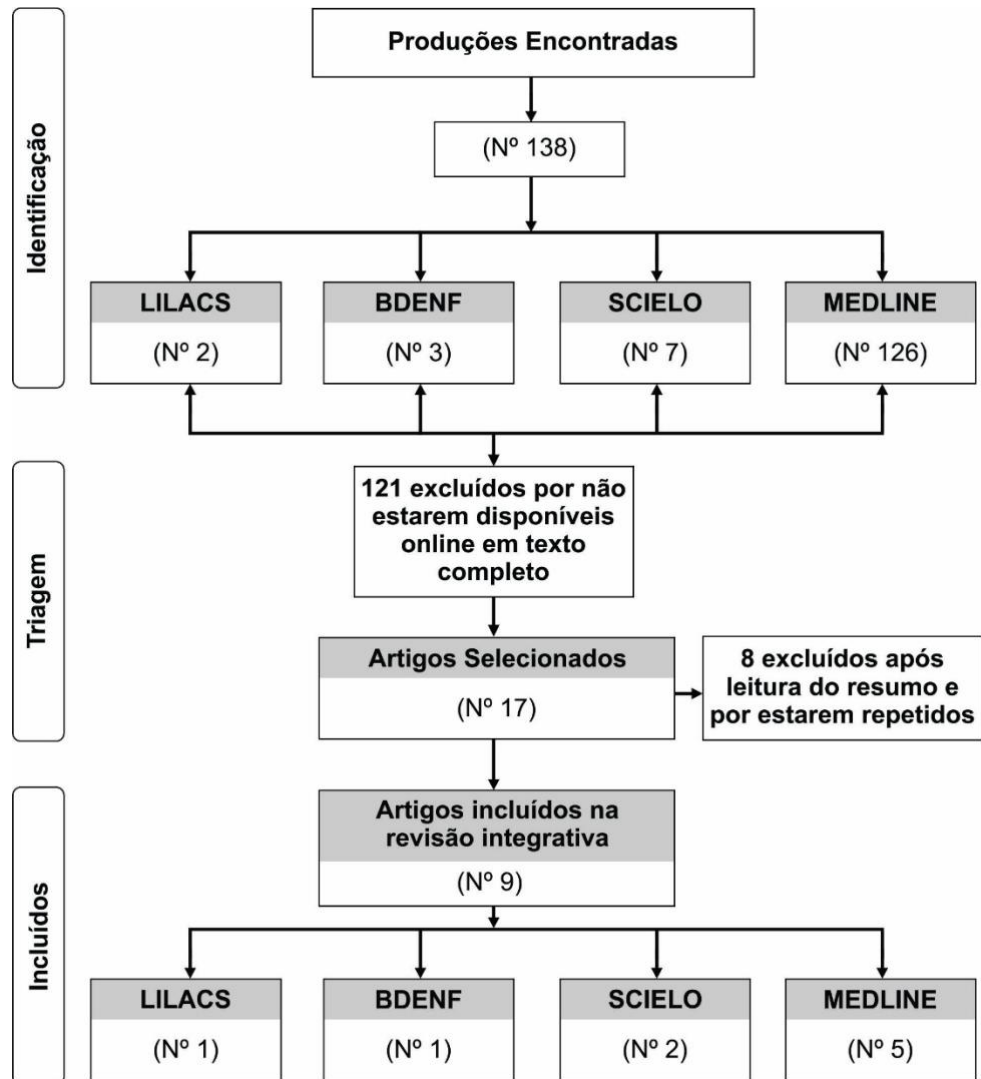 Identificação
Produções Encontradas
(Nº 138)
LILACS
(Nº 2)
BDENF
(Nº 3)
SCIELO
(Nº 7)
MEDLINE
(Nº 126)
Triagem
121 excluídos por não
estarem disponíveis
online em texto
completo
Artigos Selecionados
(Nº 17)
8 excluídos após
leitura do resumo e
por estarem repetidos
Incluídos
Artigos incluídos na
revisão integrativa
(Nº 9)
LILACS
(Nº 1)
BDENF
(Nº 1)
SCIELO
(Nº 2)
MEDLINE
(Nº 5)